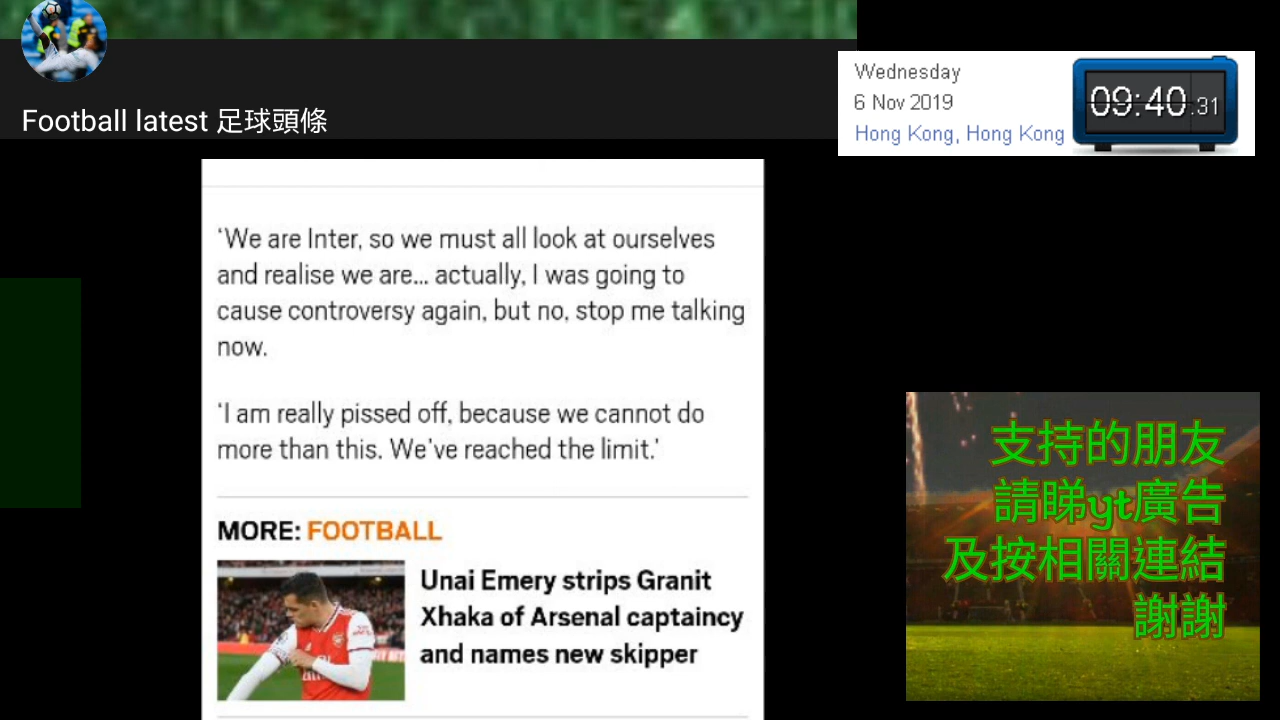 Football latest 足球頭條
Wednesday
6 Nov 2019
Hong Kong, Hong Kong
09:40.31
‘We are Inter, so we must all look at ourselves
and realise we are... actually, I was going to
cause controversy again, but no, stop me talking
now.
‘I am really pissed off, because we cannot do
more than this. We’ve reached the limit.’
MORE: FOOTBALL
Unai Emery strips Granit
Xhaka of Arsenal captaincy
and names new skipper
支持的朋友
請睇yt廣告
及按相關連結
謝謝